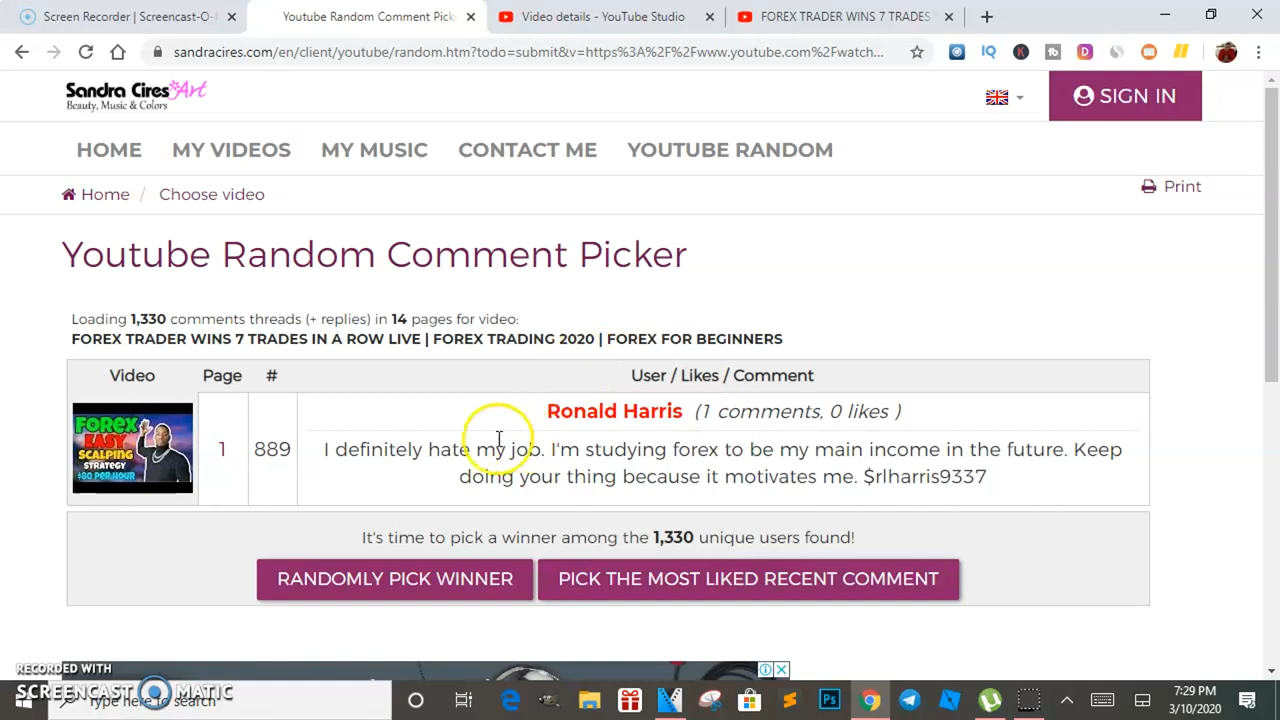 Screen Recorder | Screencast-O-
Youtube Random Comment Picke
Video details - YouTube Studio
FOREX TRADER WINS 7 TRADES
sandracires.com/en/client/youtube/random.htm?todo=submit&v=https%3A%2F%2Fwww.youtube.com%2Fwatch...
Sandra Cires Art
Beauty, Music & Colors
SIGN IN
HOME MY VIDEOS MY MUSIC CONTACT ME YOUTUBE RANDOM
Home / Choose video
Print
Youtube Random Comment Picker
Loading 1,330 comments threads (+ replies) in 14 pages for video:
FOREX TRADER WINS 7 TRADES IN A ROW LIVE | FOREX TRADING 2020 | FOREX FOR BEGINNERS
Video Page # User / Likes / Comment
FOREX
EASY
SCALPING
STRATEGY
$80 PER HOUR
1
889
Ronald Harris (1 comments, 0 likes )
I definitely hate my job. I'm studying forex to be my main income in the future. Keep
doing your thing because it motivates me. $rlharris9337
It's time to pick a winner among the 1,330 unique users found!
RANDOMLY PICK WINNER PICK THE MOST LIKED RECENT COMMENT
RECORDED WITH
SCREENCAST MATIC
Type here to search
7:29 PM
3/10/2020